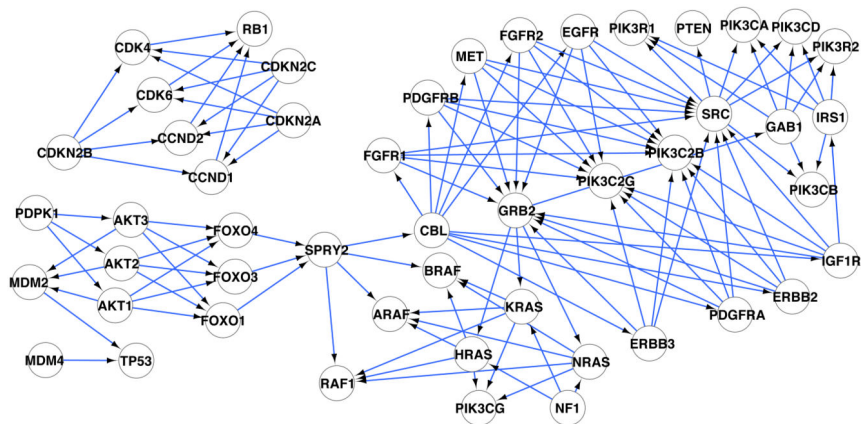 RB1
CDK4
CDKN2C
CDK6
CDKN2A
CCND2
CDKN2B
CCND1
FGFR2
EGFR
PIK3R1
PTEN
PIK3CA
PIK3CD
PIK3R2
MET
PDGFRB
SRC
GAB1
IRS1
FGFR1
PIK3C2B
PIK3C2G
PIK3CB
GRB2
CBL
IGF1R
ERBB2
PDGFRA
ERBB3
PDPK1
AKT3
FOXO4
SPRY2
AKT2
MDM2
FOXO3
AKT1
FOXO1
BRAF
KRAS
ARAF
MDM4
TP53
HRAS
NRAS
RAF1
PIK3CG
NF1